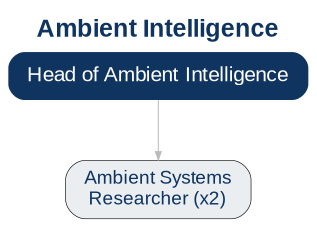 Ambient Intelligence
Head of Ambient Intelligence
Ambient Systems
Researcher (x2)